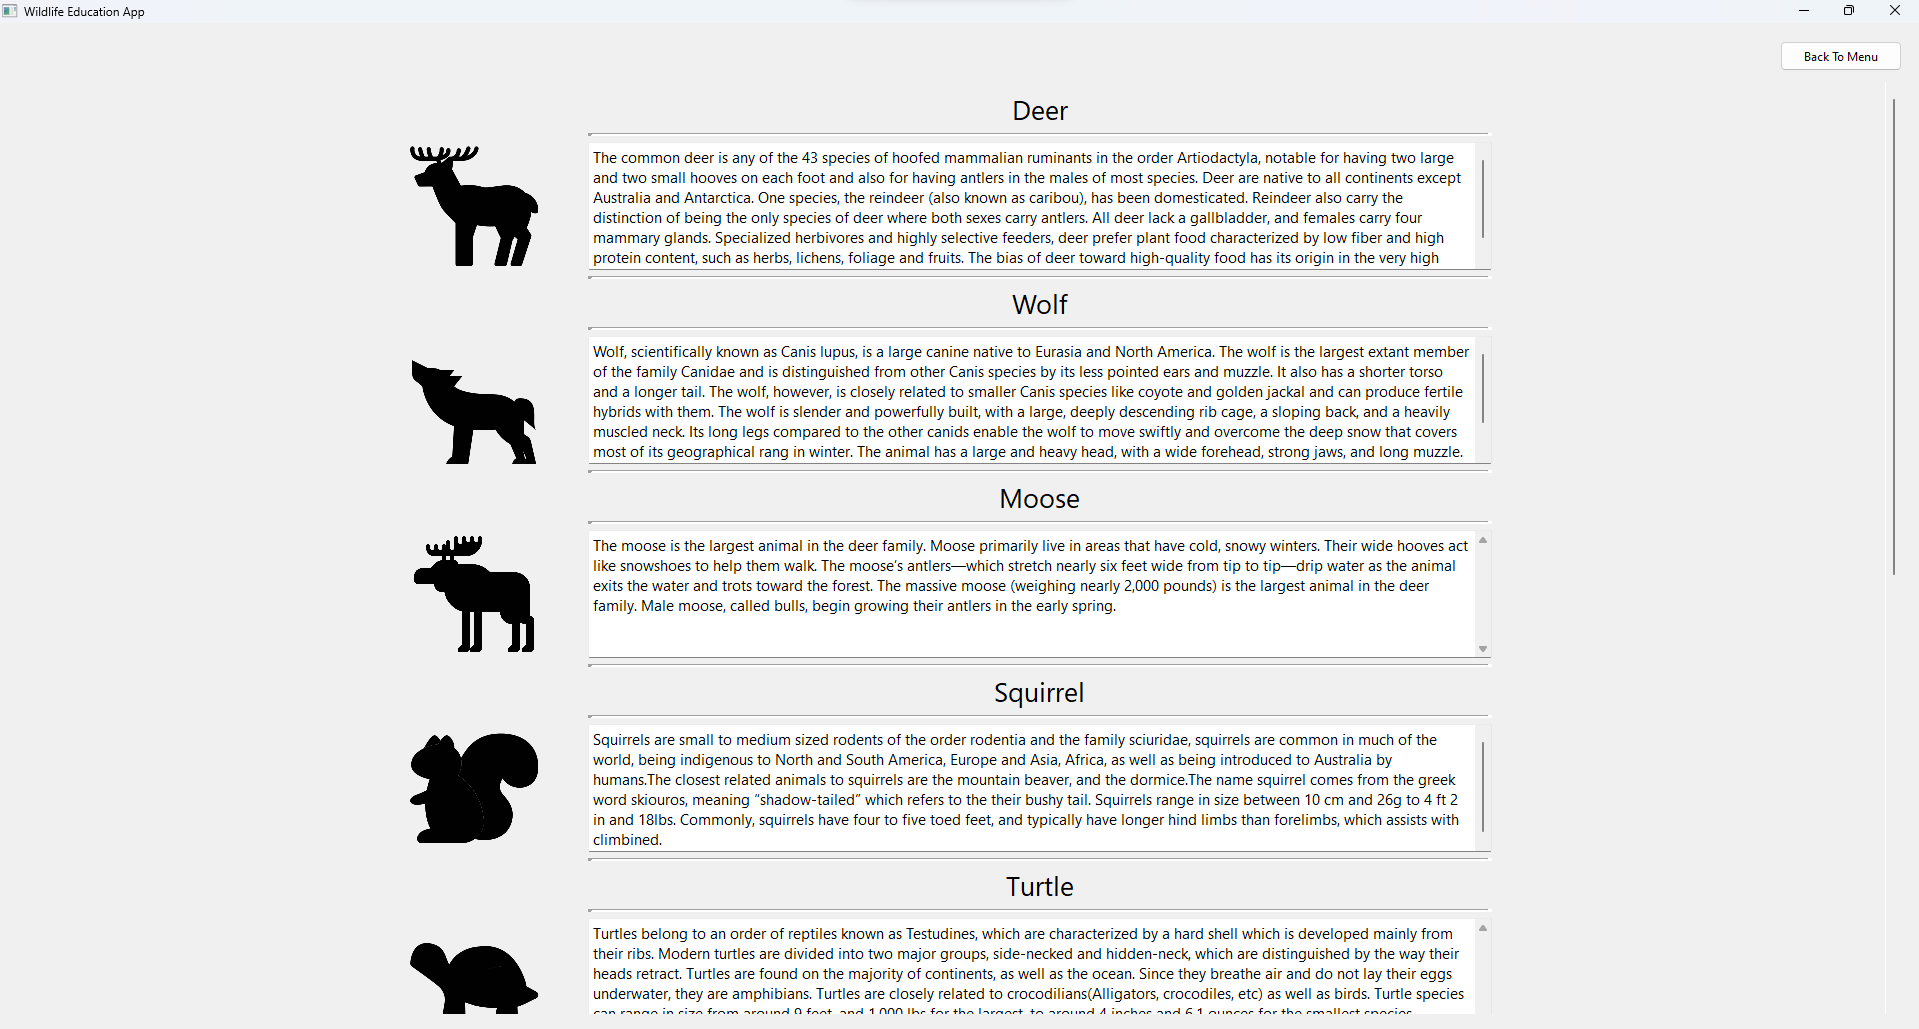 Wildlife Education App
Back To Menu
Deer
The common deer is any of the 43 species of hoofed mammalian ruminants in the order Artiodactyla, notable for having two large
and two small hooves on each foot and also for having antlers in the males of most species. Deer are native to all continents except
Australia and Antarctica. One species, the reindeer (also known as caribou), has been domesticated. Reindeer also carry the
distinction of being the only species of deer where both sexes carry antlers. All deer lack a gallbladder, and females carry four
mammary glands. Specialized herbivores and highly selective feeders, deer prefer plant food characterized by low fiber and high
protein content, such as herbs, lichens, foliage and fruits. The bias of deer toward high-quality food has its origin in the very high
Wolf
Wolf, scientifically known as Canis lupus, is a large canine native to Eurasia and North America. The wolf is the largest extant member
of the family Canidae and is distinguished from other Canis species by its less pointed ears and muzzle. It also has a shorter torso
and a longer tail. The wolf, however, is closely related to smaller Canis species like coyote and golden jackal and can produce fertile
hybrids with them. The wolf is slender and powerfully built, with a large, deeply descending rib cage, a sloping back, and a heavily
muscled neck. Its long legs compared to the other canids enable the wolf to move swiftly and overcome the deep snow that covers
most of its geographical rang in winter. The animal has a large and heavy head, with a wide forehead, strong jaws, and long muzzle.
Moose
The moose is the largest animal in the deer family. Moose primarily live in areas that have cold, snowy winters. Their wide hooves act
like snowshoes to help them walk. The moose's antlers—which stretch nearly six feet wide from tip to tip—drip water as the animal
exits the water and trots toward the forest. The massive moose (weighing nearly 2,000 pounds) is the largest animal in the deer
family. Male moose, called bulls, begin growing their antlers in the early spring.
Squirrel
Squirrels are small to medium sized rodents of the order rodentia and the family sciuridae, squirrels are common in much of the
world, being indigenous to North and South America, Europe and Asia, Africa, as well as being introduced to Australia by
humans.The closest related animals to squirrels are the mountain beaver, and the dormice.The name squirrel comes from the greek
word skiouros, meaning "shadow-tailed" which refers to the their bushy tail. Squirrels range in size between 10 cm and 26g to 4 ft 2
in and 18lbs. Commonly, squirrels have four to five toed feet, and typically have longer hind limbs than forelimbs, which assists with
climbined.
Turtle
Turtles belong to an order of reptiles known as Testudines, which are characterized by a hard shell which is developed mainly from
their ribs. Modern turtles are divided into two major groups, side-necked and hidden-neck, which are distinguished by the way their
heads retract. Turtles are found on the majority of continents, as well as the ocean. Since they breathe air and do not lay their eggs
underwater, they are amphibians. Turtles are closely related to crocodilians(Alligators, crocodiles, etc) as well as birds. Turtle species
can range in size from around 9 feet, and 1,000 lbs for the largest, to around 4 inches and 6.1 ounces for the smallest species.